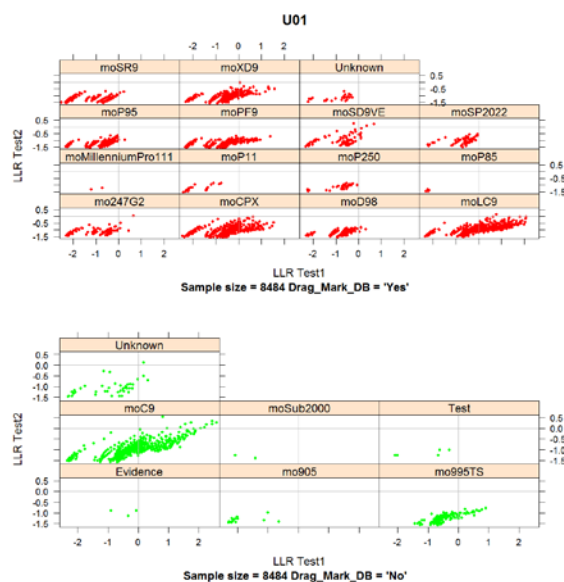 U01
-2 -1 0 1 2
moSR9 moXD9 Unknown
0.5
-0.5
-1.5
moP95 moPF9 moSD9VE moSP2022
0.5
-0.5
-1.5
moMillenniumPro111 moP11 moP250 moP85
0.5
-0.5
-1.5
mo247G2 moCPX moD98 moLC9
0.5
-0.5
-1.5
-2 -1 0 1 2 -2 -1 0 1 2
LLR Test2
LLR Test1
Sample size = 8484 Drag_Mark_DB = 'Yes'
Unknown
0.5
0.0
-0.5
-1.0
-1.5
moC9 moSub2000 Test
0.5
0.0
-0.5
-1.0
-1.5
Evidence mo905 mo995TS
0.5
0.0
-0.5
-1.0
-1.5
-2 -1 0 1 2 -2 -1 0 1 2
LLR Test2
LLR Test1
Sample size = 8484 Drag_Mark_DB = 'No'